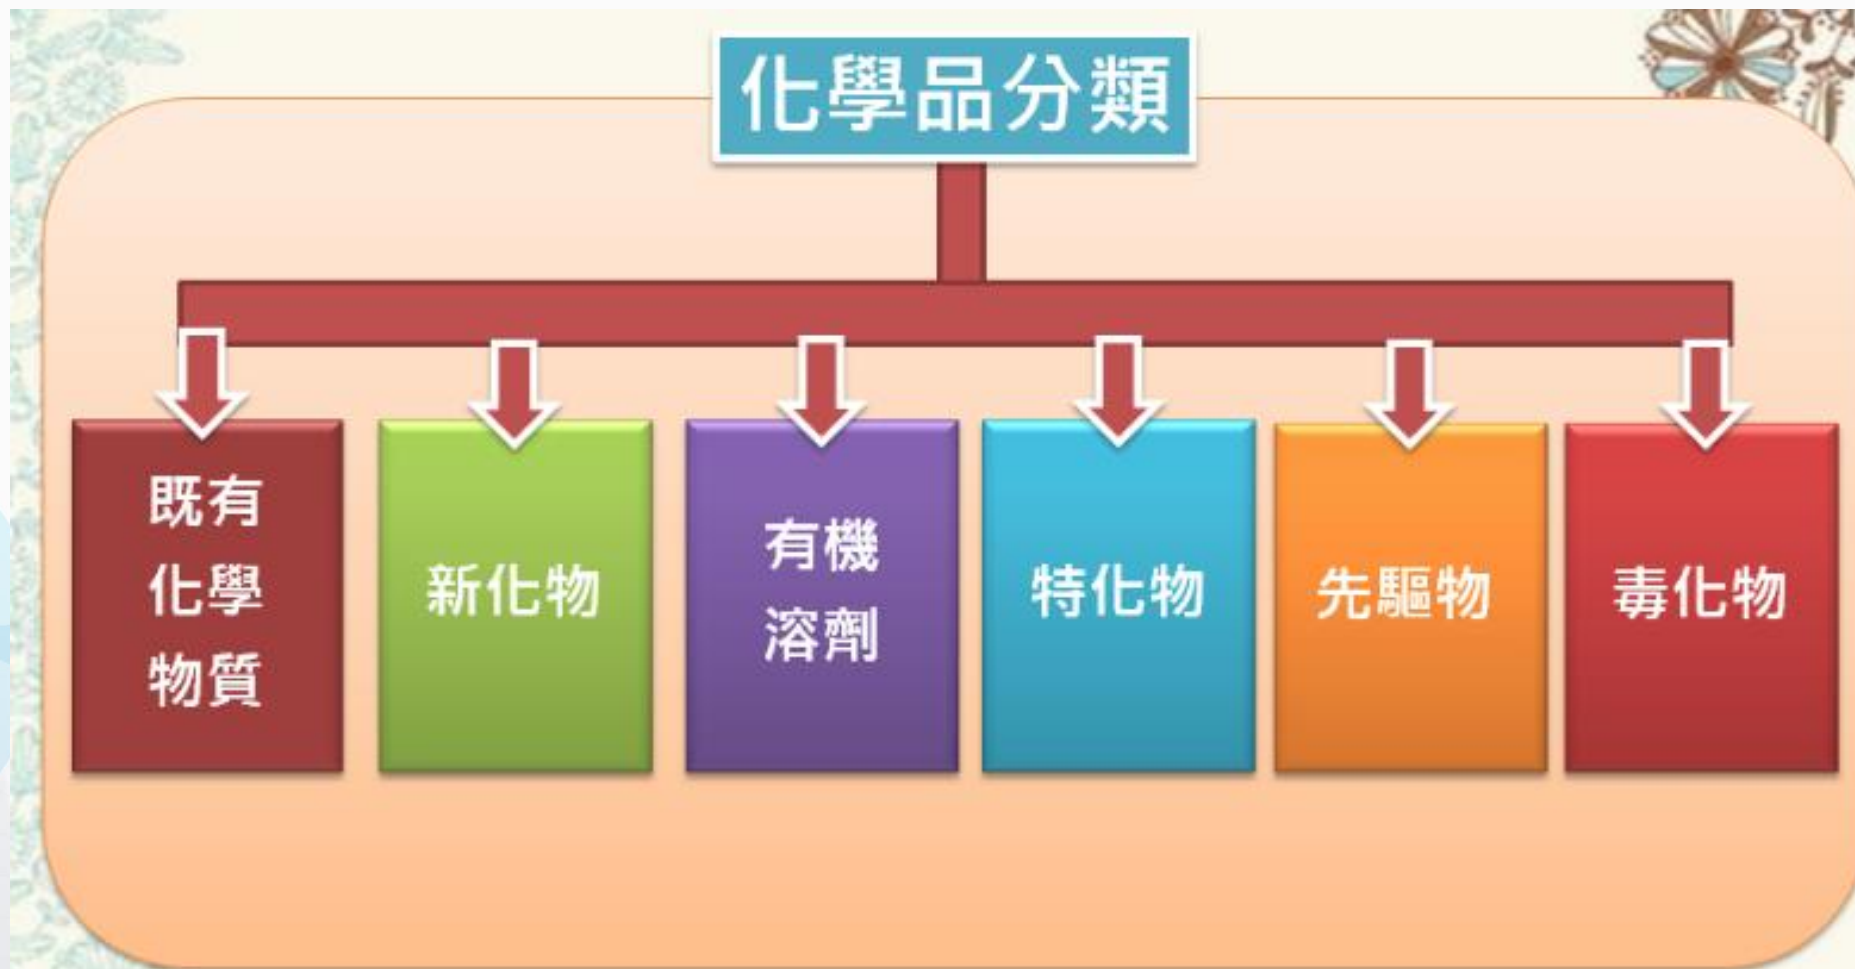 化學品分類
既有
化學
物質
新化物
有機
溶劑
特化物
先驅物
毒化物